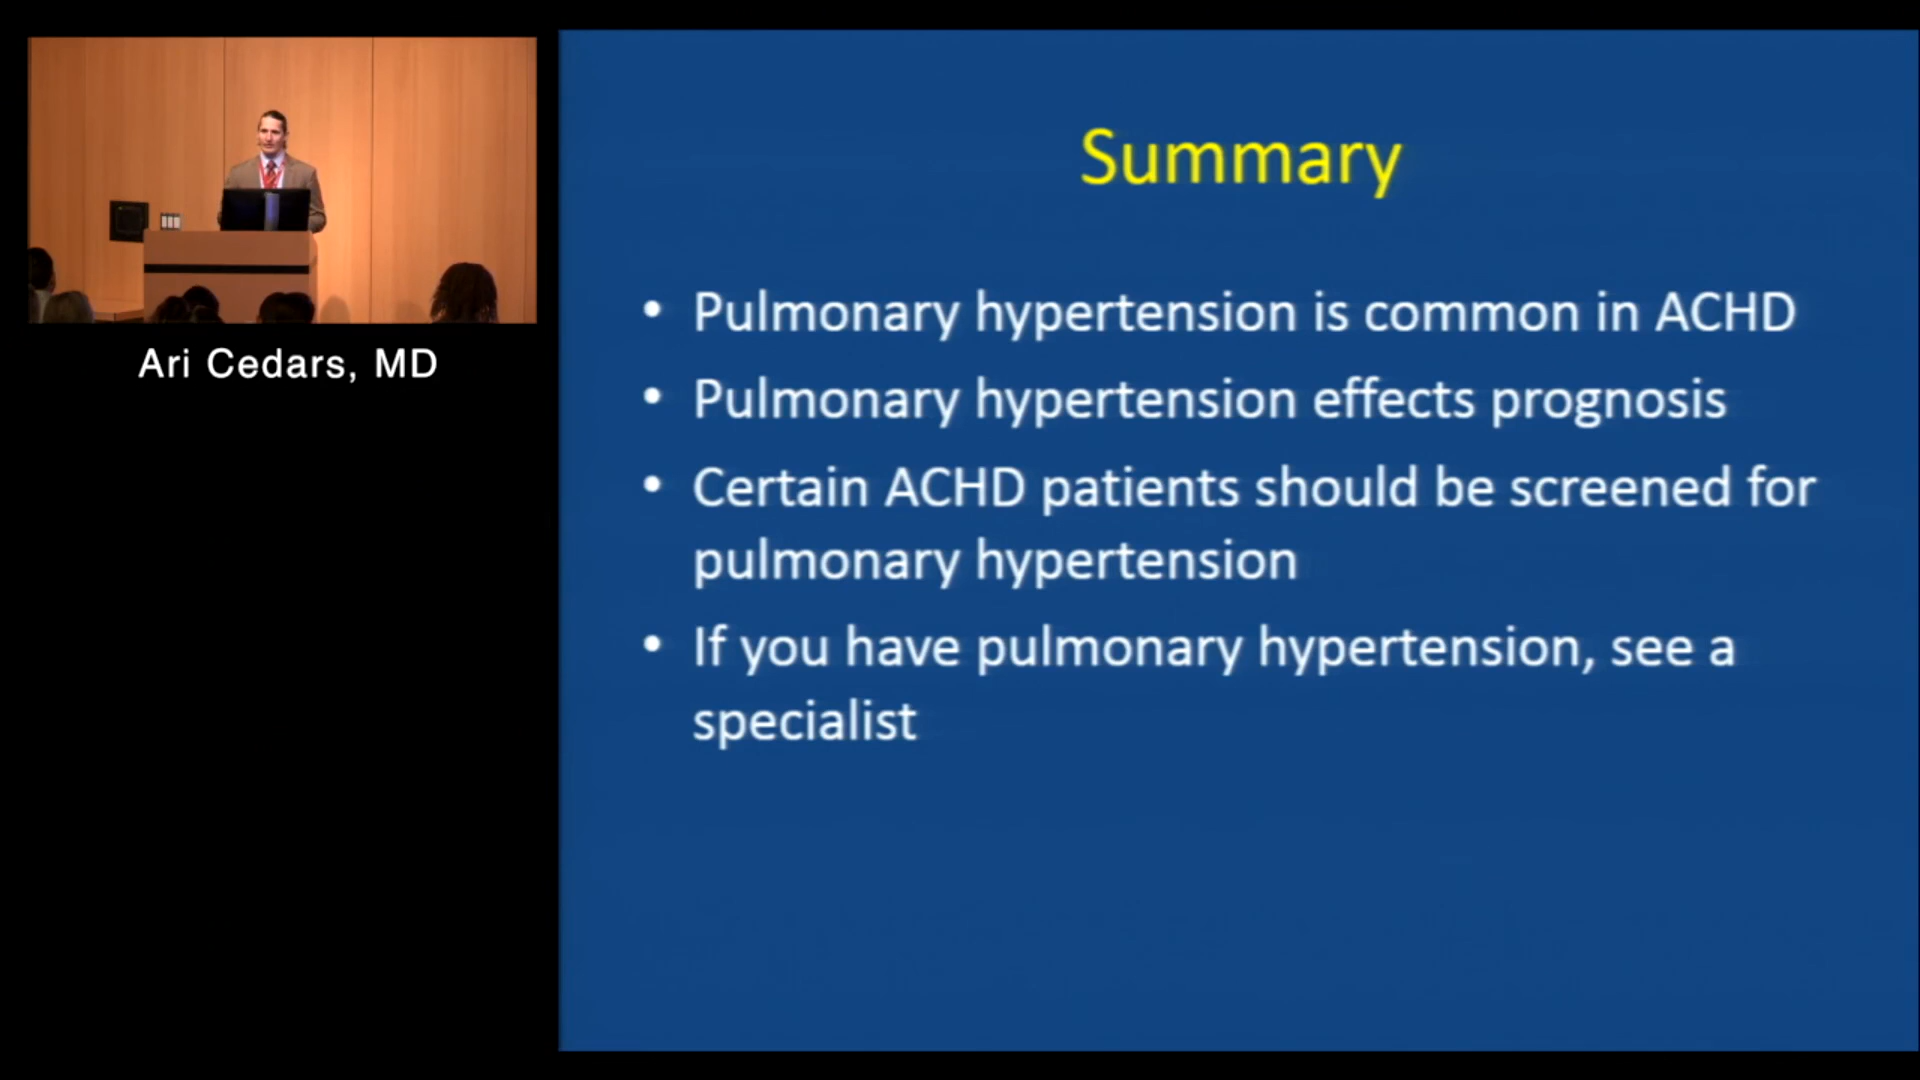 Ari Cedars, MD
Summary
• Pulmonary hypertension is common in ACHD
• Pulmonary hypertension effects prognosis
• Certain ACHD patients should be screened for
pulmonary hypertension
• If you have pulmonary hypertension, see a
specialist